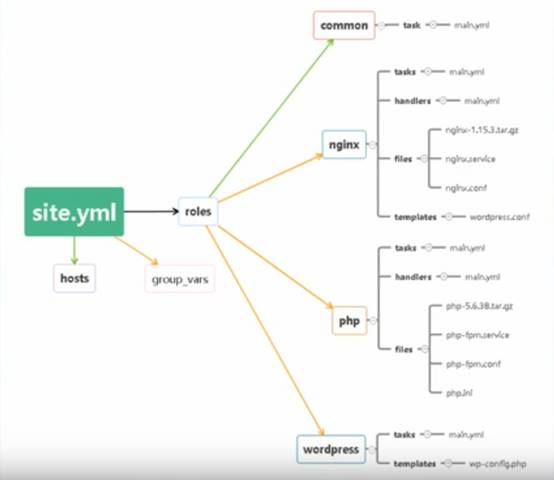 common
task
main.yml
tasks
main.yml
handlers
main.yml
nginx
nginx-1.15.3.tar.gz
files
nginx.service
nginx.conf
templates
wordpress.conf
site.yml
roles
hosts
group_vars
tasks
main.yml
handlers
main.yml
php
php-5.6.38.tar.gz
php-fpm.service
files
php-fpm.conf
php.ini
wordpress
tasks
main.yml
templates
wp-config.php